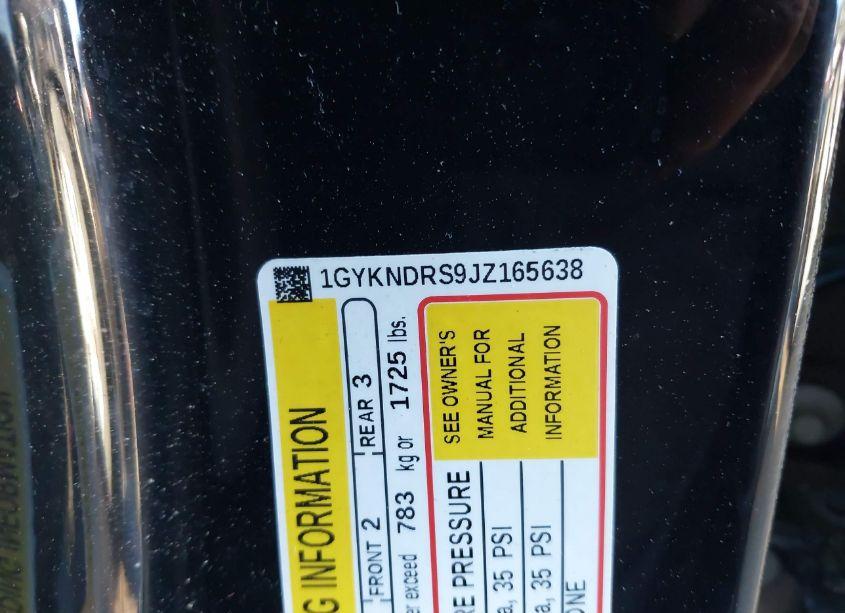 1GYKNDRS9JZ165638
G INFORMATION
FRONT 2 REAR 3
er exceed 783 kg or 1725 lbs.
RE PRESSURE
a, 35 PSI
a, 35 PSI
ONE
SEE OWNER'S
MANUAL FOR
ADDITIONAL
INFORMATION